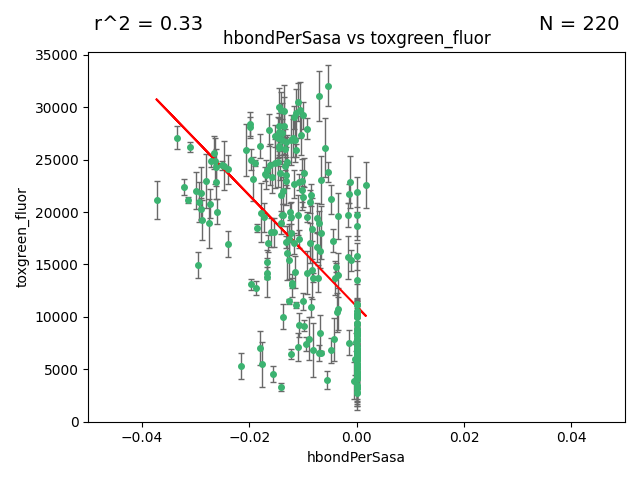 r^2 = 0.33
N = 220
hbondPerSasa vs toxgreen_fluor
35000
30000
25000
20000
15000
10000
5000
0
toxgreen_fluor
−0.04
−0.02
0.00
0.02
0.04
hbondPerSasa